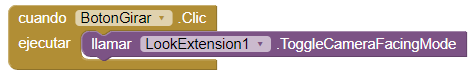 cuando BotonGirar .Clic
ejecutar llamar LookExtension1 .ToggleCameraFacingMode